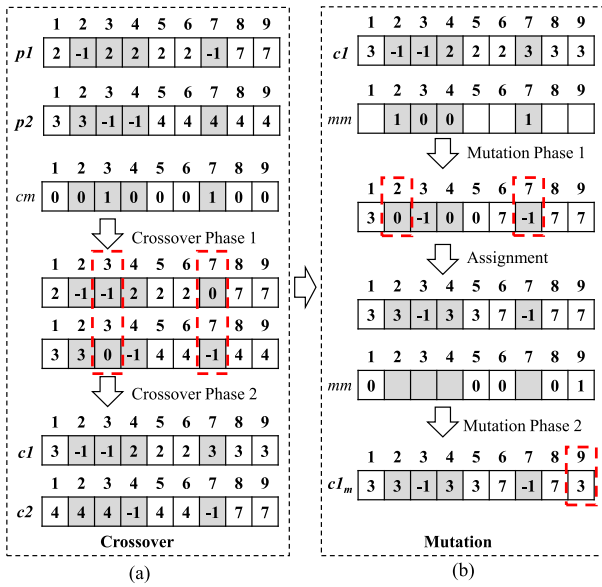 1 2 3 4 5 6 7 8 9
p1 2 -1 2 2 2 2 -1 7 7
1 2 3 4 5 6 7 8 9
p2 3 3 -1 -1 4 4 4 4 4
1 2 3 4 5 6 7 8 9
cm 0 0 1 0 0 0 1 0 0
Crossover Phase 1
1 2 3 4 5 6 7 8 9
2 -1 -1 2 2 2 0 7 7
1 2 3 4 5 6 7 8 9
3 3 0 -1 4 4 -1 4 4
Crossover Phase 2
1 2 3 4 5 6 7 8 9
c1 3 -1 -1 2 2 2 3 3 3
1 2 3 4 5 6 7 8 9
c2 4 4 4 -1 4 4 -1 7 7
Crossover
(a)
1 2 3 4 5 6 7 8 9
c1 3 -1 -1 2 2 2 3 3 3
1 2 3 4 5 6 7 8 9
mm 1 0 0 1
Mutation Phase 1
1 2 3 4 5 6 7 8 9
3 0 -1 0 0 7 -1 7 7
Assignment
1 2 3 4 5 6 7 8 9
3 3 -1 3 3 7 -1 7 7
1 2 3 4 5 6 7 8 9
mm 0 0 0 0 1
Mutation Phase 2
1 2 3 4 5 6 7 8 9
c1m 3 3 -1 3 3 7 -1 7 3
Mutation
(b)